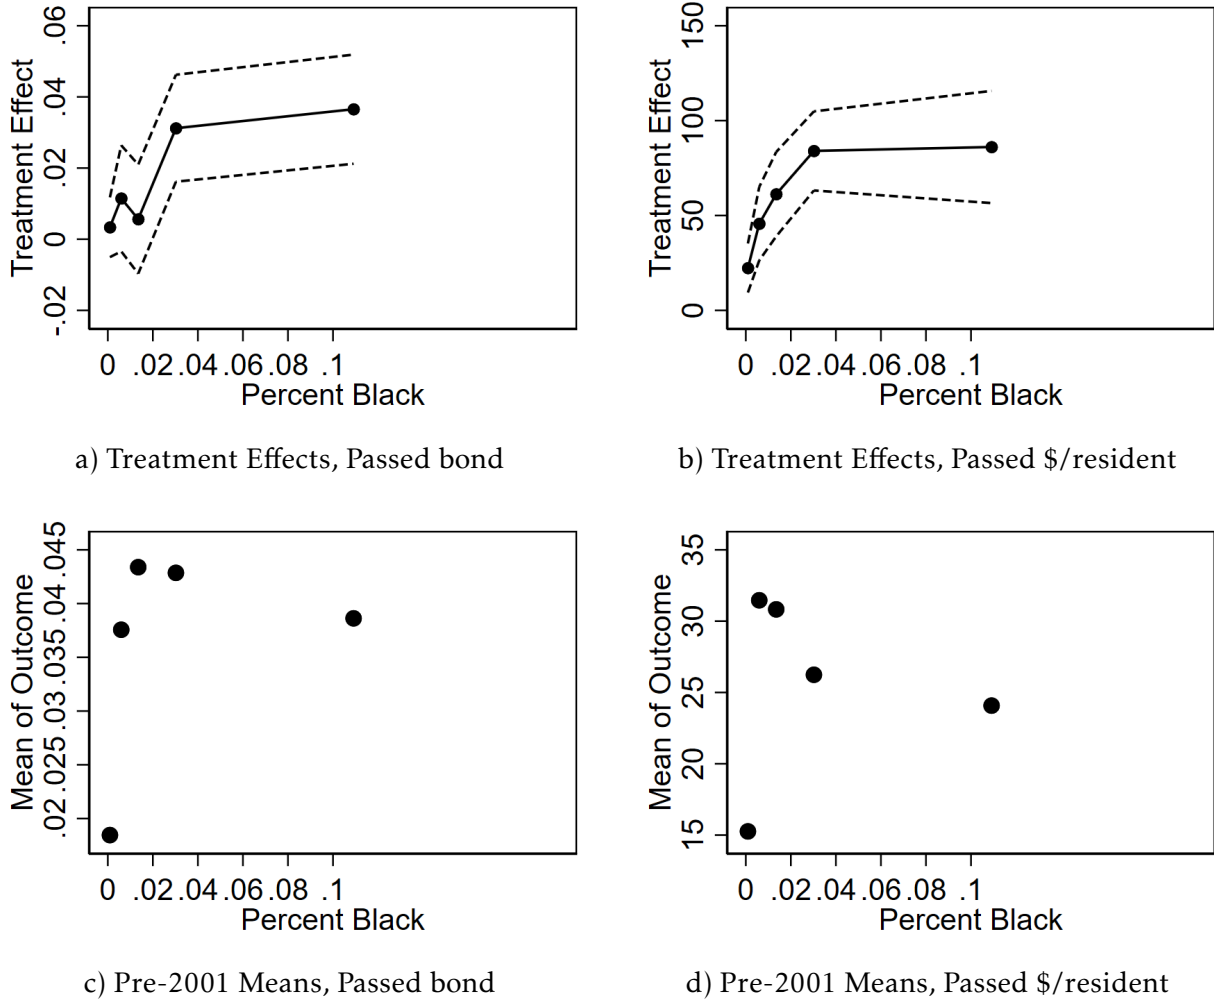 Treatment Effect
-.02 0 .02 .04 .06
0 .02 .04 .06 .08 .1
Percent Black
a) Treatment Effects, Passed bond
Treatment Effect
0 50 100 150
0 .02 .04 .06 .08 .1
Percent Black
b) Treatment Effects, Passed $/resident
Mean of Outcome
.02 .025 .03 .035 .04 .045
0 .02 .04 .06 .08 .1
Percent Black
c) Pre-2001 Means, Passed bond
Mean of Outcome
15 20 25 30 35
0 .02 .04 .06 .08 .1
Percent Black
d) Pre-2001 Means, Passed $/resident